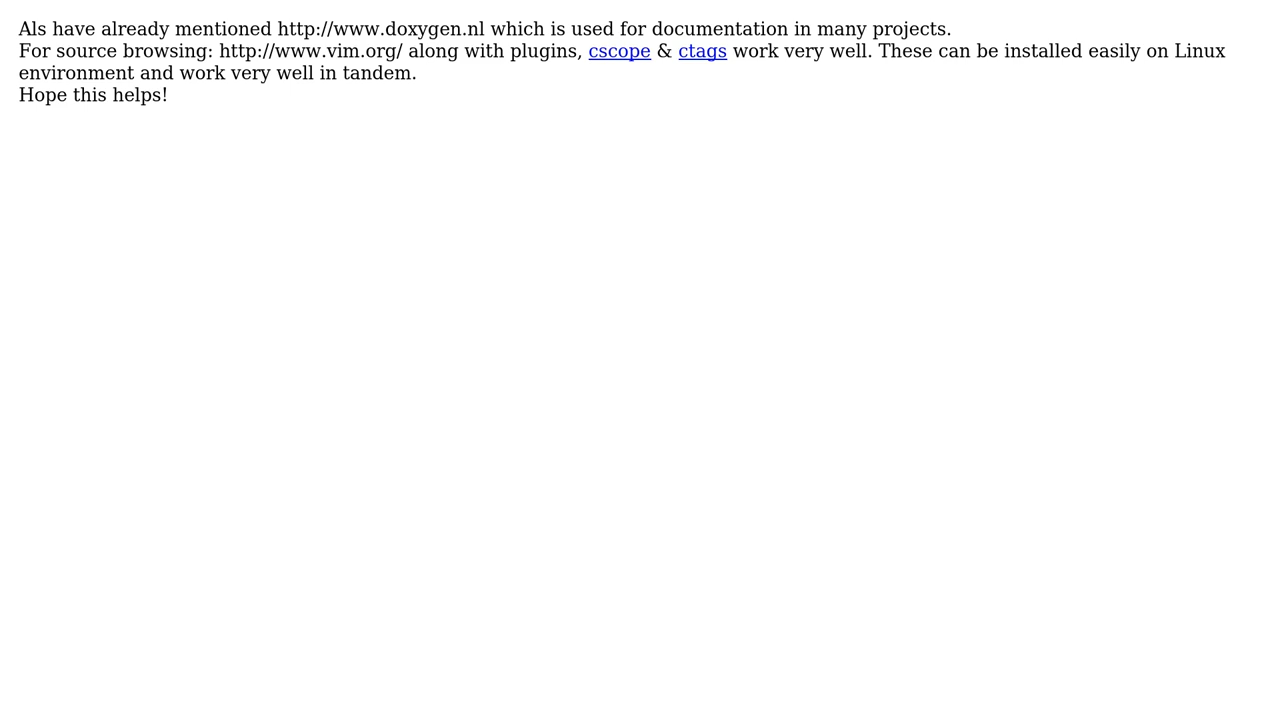 Als have already mentioned http://www.doxygen.nl which is used for documentation in many projects.
For source browsing: http://www.vim.org/ along with plugins, cscope & ctags work very well. These can be installed easily on Linux
environment and work very well in tandem.
Hope this helps!